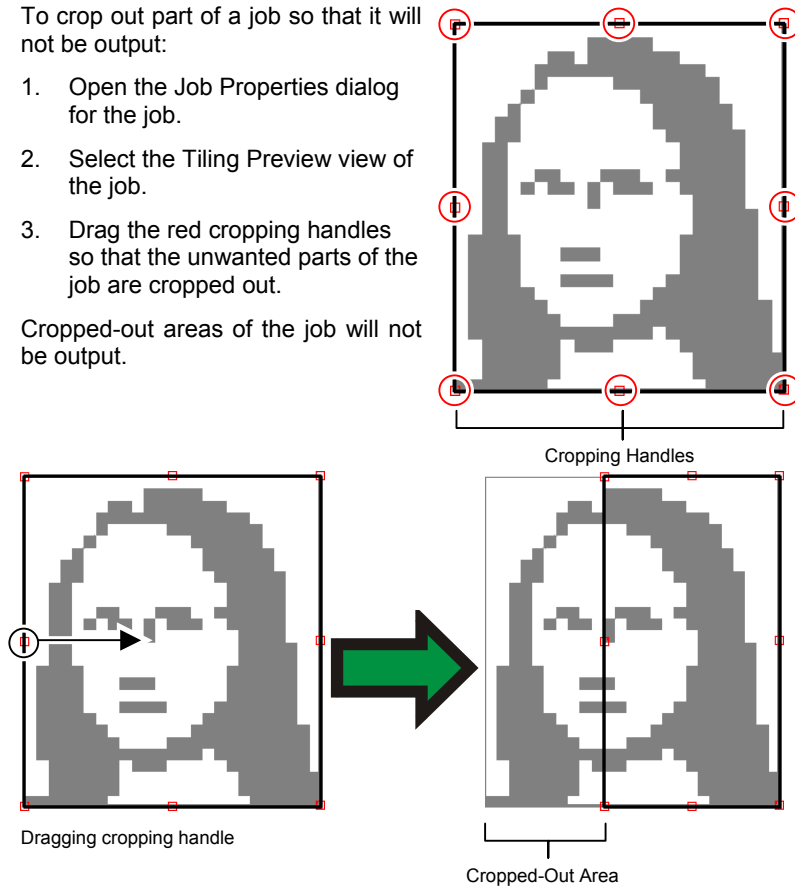 To crop out part of a job so that it will
not be output:
1. Open the Job Properties dialog
for the job.
2. Select the Tiling Preview view of
the job.
3. Drag the red cropping handles
so that the unwanted parts of the
job are cropped out.
Cropped-out areas of the job will not
be output.
Cropping Handles
Dragging cropping handle
Cropped-Out Area